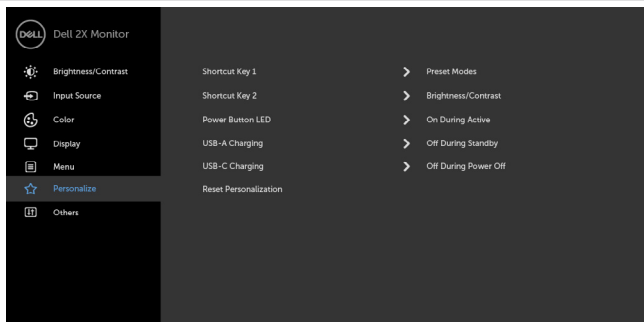 DELL Dell 2X Monitor
Brightness/Contrast
Input Source
Color
Display
Menu
Personalize
Others
Shortcut Key 1 > Preset Modes
Shortcut Key 2 > Brightness/Contrast
Power Button LED > On During Active
USB-A Charging > Off During Standby
USB-C Charging > Off During Power Off
Reset Personalization